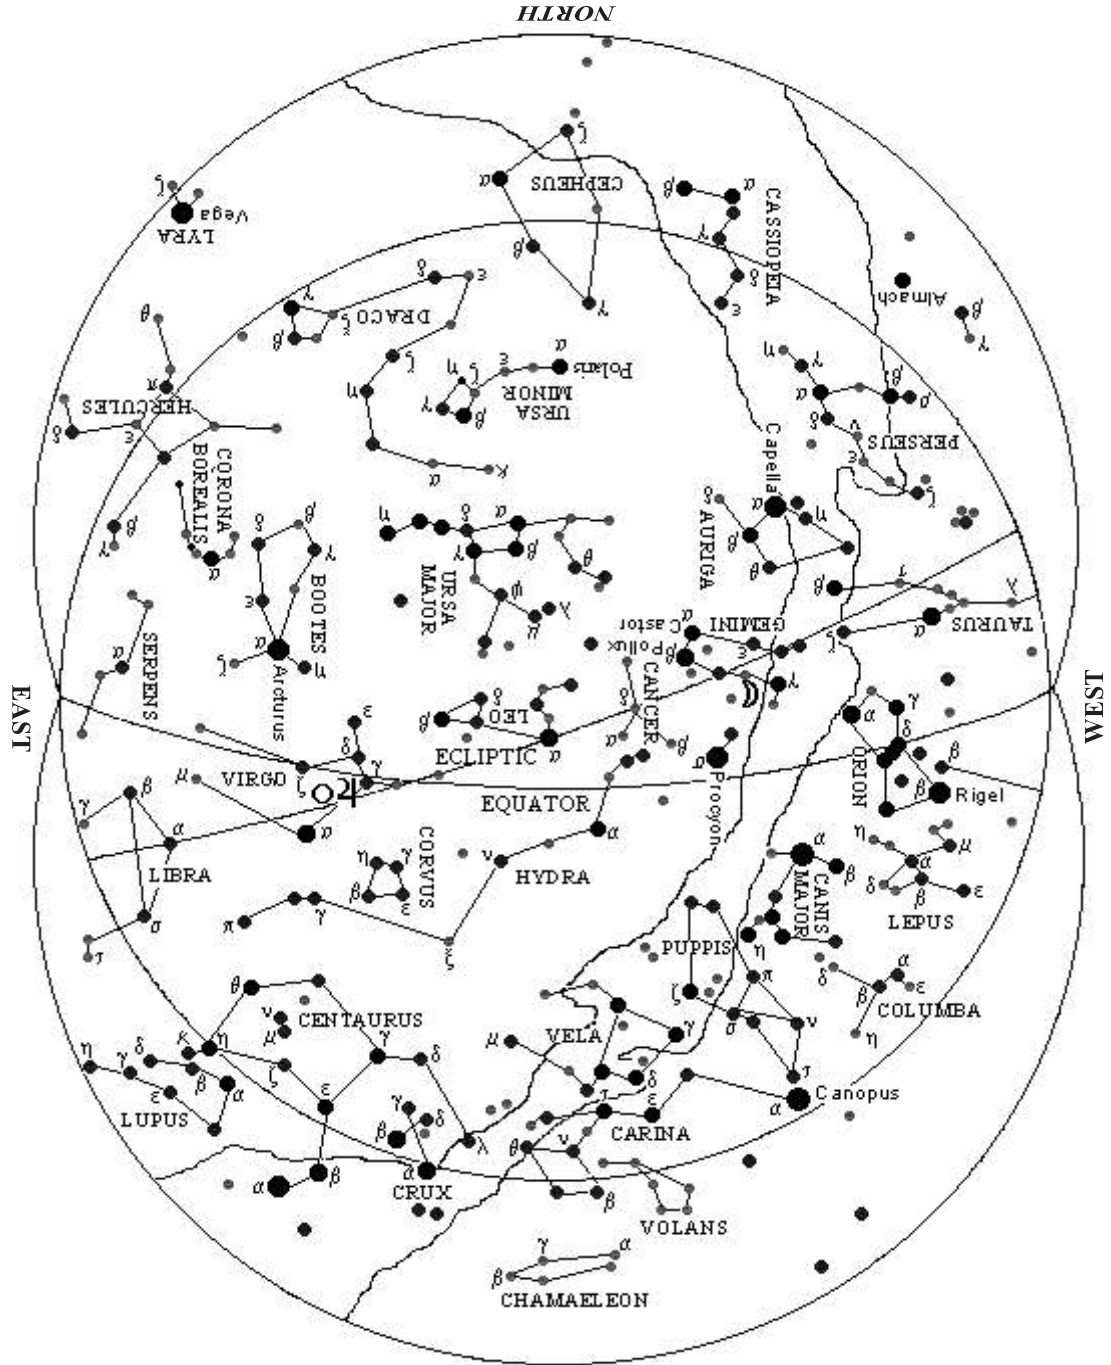 NORTH
ζ
α
CEPHEUS
β
γ
β
α
CASSIOPEIA
γ
δ
ε
ζ
Vega
LYRA
Almach
β
γ
θ
π
HERCULES
δ
ε
β
γ
γ
β
ξ
DRACO
δ
ε
ζ
η
α
κ
α
Polaris
ε
ζ
η
η
γ
β
URSA
MINOR
η
γ
α
β
ρ
δ
ν
ε
ζ
PERSEUS
CORONA
BOREALIS
α
δ
β
γ
ε
BOOTES
α
Arcturus
ζ
η
η
δ
α
γ
β
θ
φ
λ
μ
URSA
MAJOR
Capella
α
η
δ
β
θ
AURIGA
β
τ
λ
ζ
α
TAURUS
α
Castor
Pollux
β
GEMINI
ε
γ
CANCER
δ
α
β
SERPENS
α
EAST
WEST
β
δ
LEO
α
ECLIPTIC
EQUATOR
ε
δ
γ
VIRGO
ζ
α
μ
α
Procyon
α
γ
δ
ORION
β
β
Rigel
γ
β
α
LIBRA
σ
τ
CORVUS
η
γ
β
ε
α
ν
HYDRA
π
γ
ξ
α
β
CANIS
MAJOR
η
η
μ
α
δ
β
ε
LEPUS
PUPPIS
π
ζ
σ
ν
τ
δ
α
β
ε
COLUMBA
η
θ
CENTAURUS
ν
μ
κ
η
γ
δ
ζ
ε
λ
β
α
VELA
γ
μ
δ
η
γ
δ
β
α
ε
LUPUS
γ
δ
β
α
CRUX
τ
ε
CARINA
ν
θ
β
α
Canopus
VOLANS
γ
α
β
CHAMAELEON